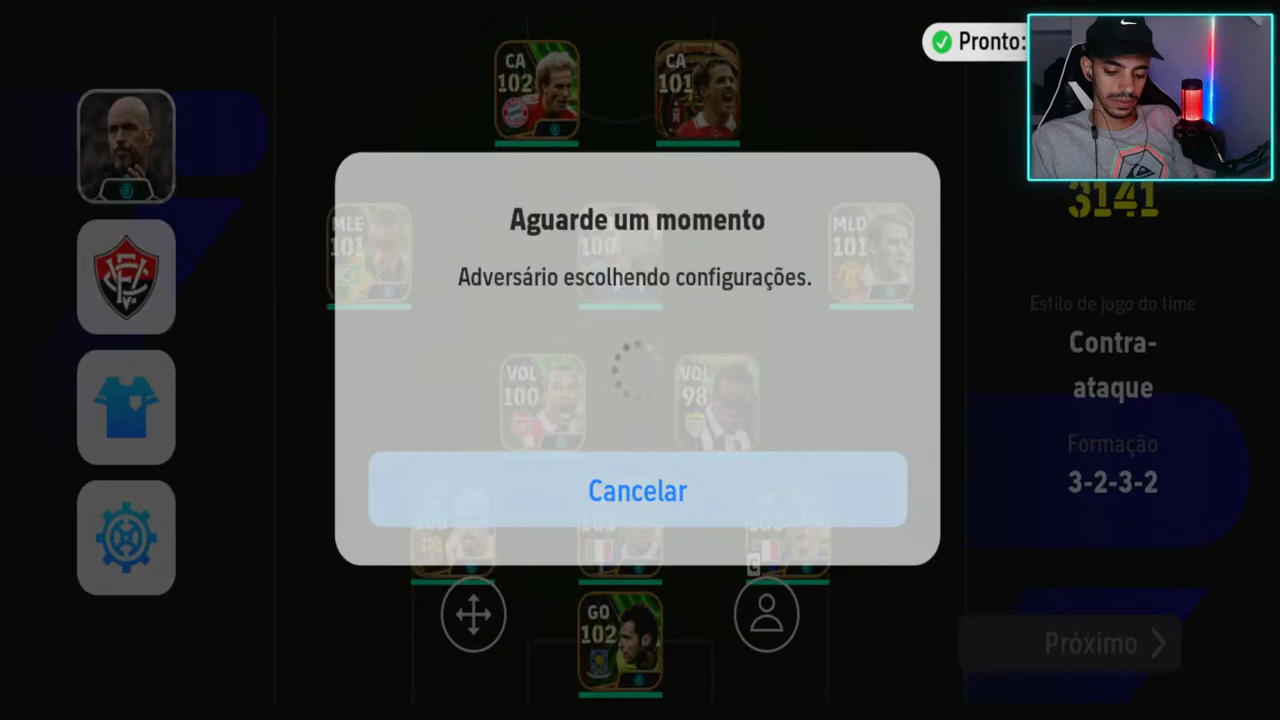 Pronto:
CA
102
CA
101
3141
Aguarde um momento
Adversário escolhendo configurações.
MLE
101
100
MLD
101
Estilo de jogo do time
Contra-
ataque
VOL
100
VOL
98
Formação
3-2-3-2
Cancelar
C
GO
102
Próximo